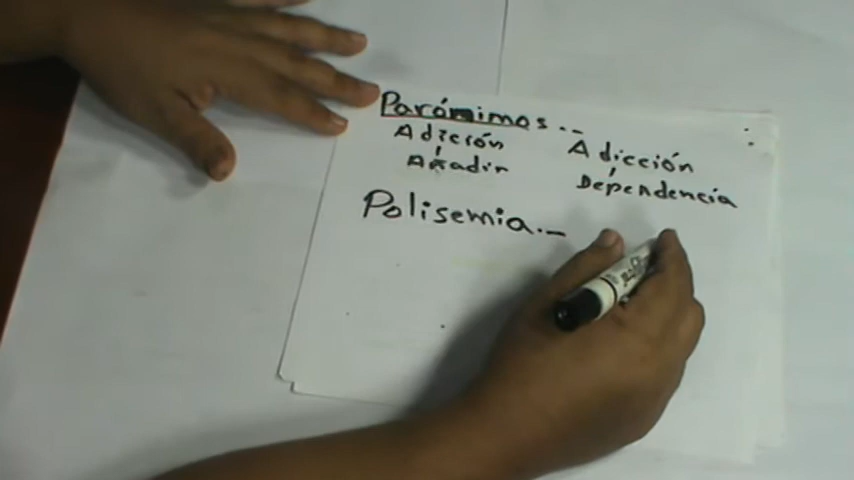 Parónimos.-
Adición Adicción
Añadir Dependencia
Polisemia.-